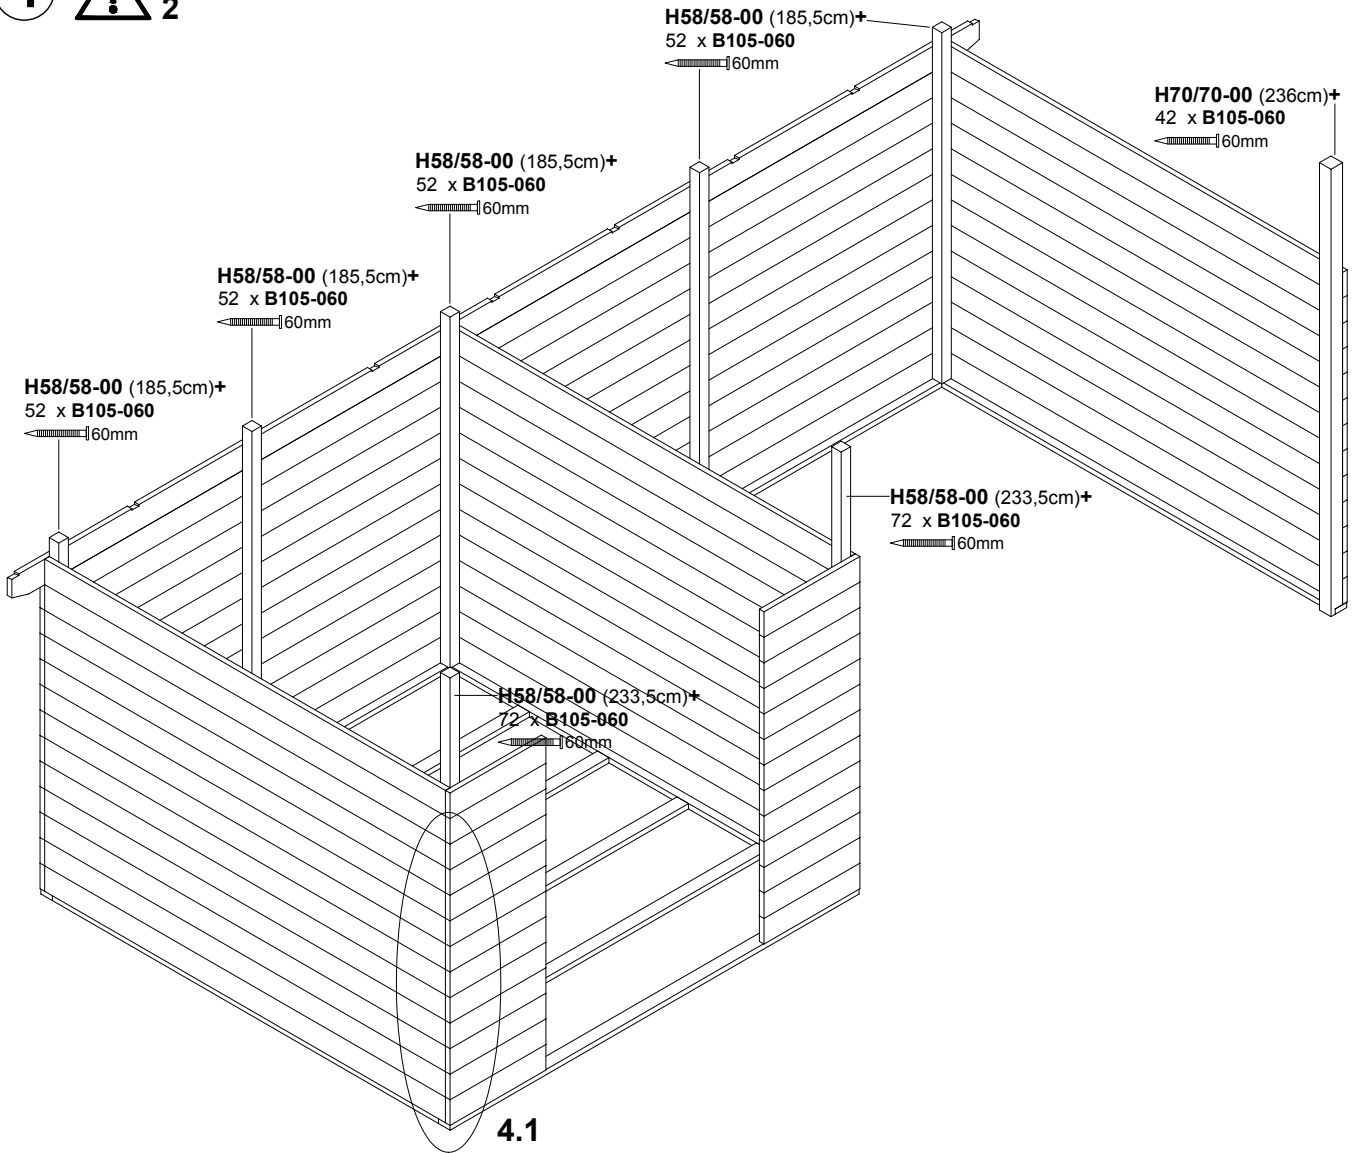 2
H58/58-00 (185,5cm)+
52 x B105-060
60mm
H70/70-00 (236cm)+
42 x B105-060
60mm
H58/58-00 (185,5cm)+
52 x B105-060
60mm
H58/58-00 (185,5cm)+
52 x B105-060
60mm
H58/58-00 (185,5cm)+
52 x B105-060
60mm
H58/58-00 (233,5cm)+
72 x B105-060
60mm
H58/58-00 (233,5cm)+
72 x B105-060
60mm
4.1